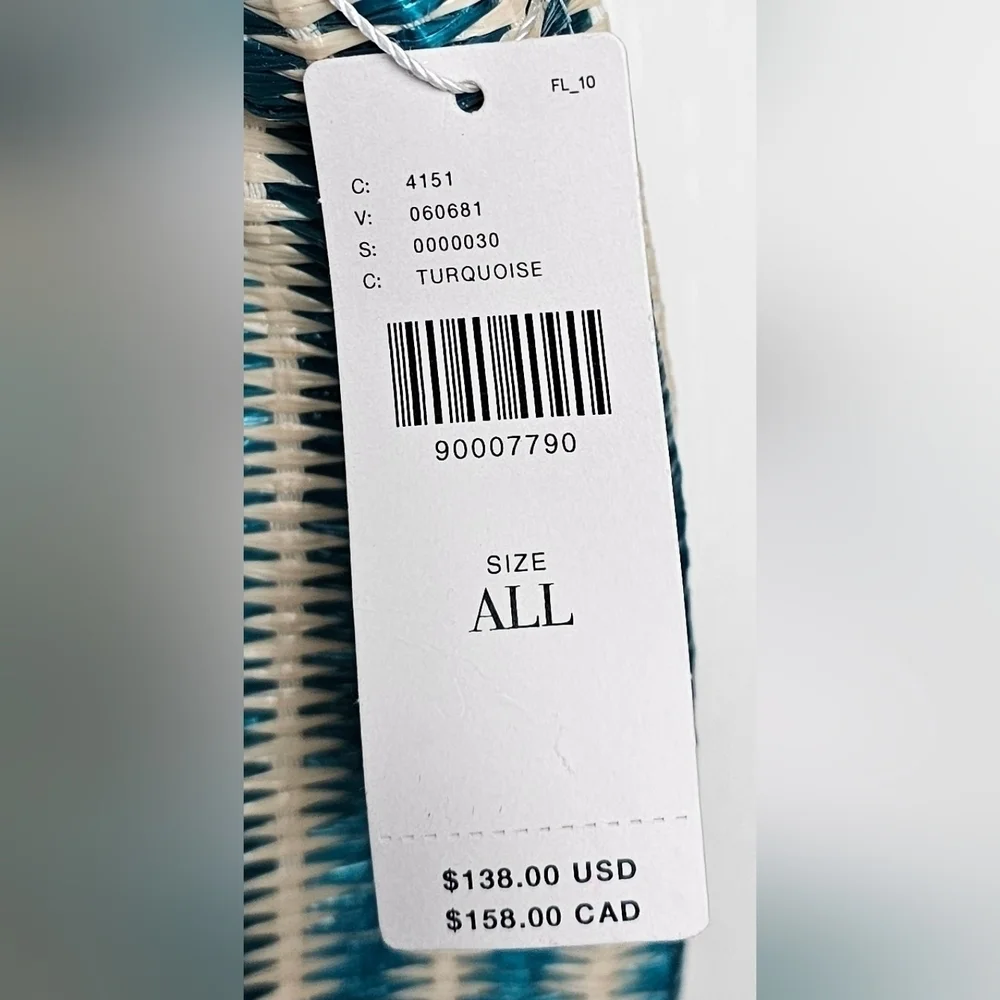 FL_10
C: 4151
V: 060681
S: 0000030
C: TURQUOISE
90007790
SIZE
ALL
$138.00 USD
$158.00 CAD